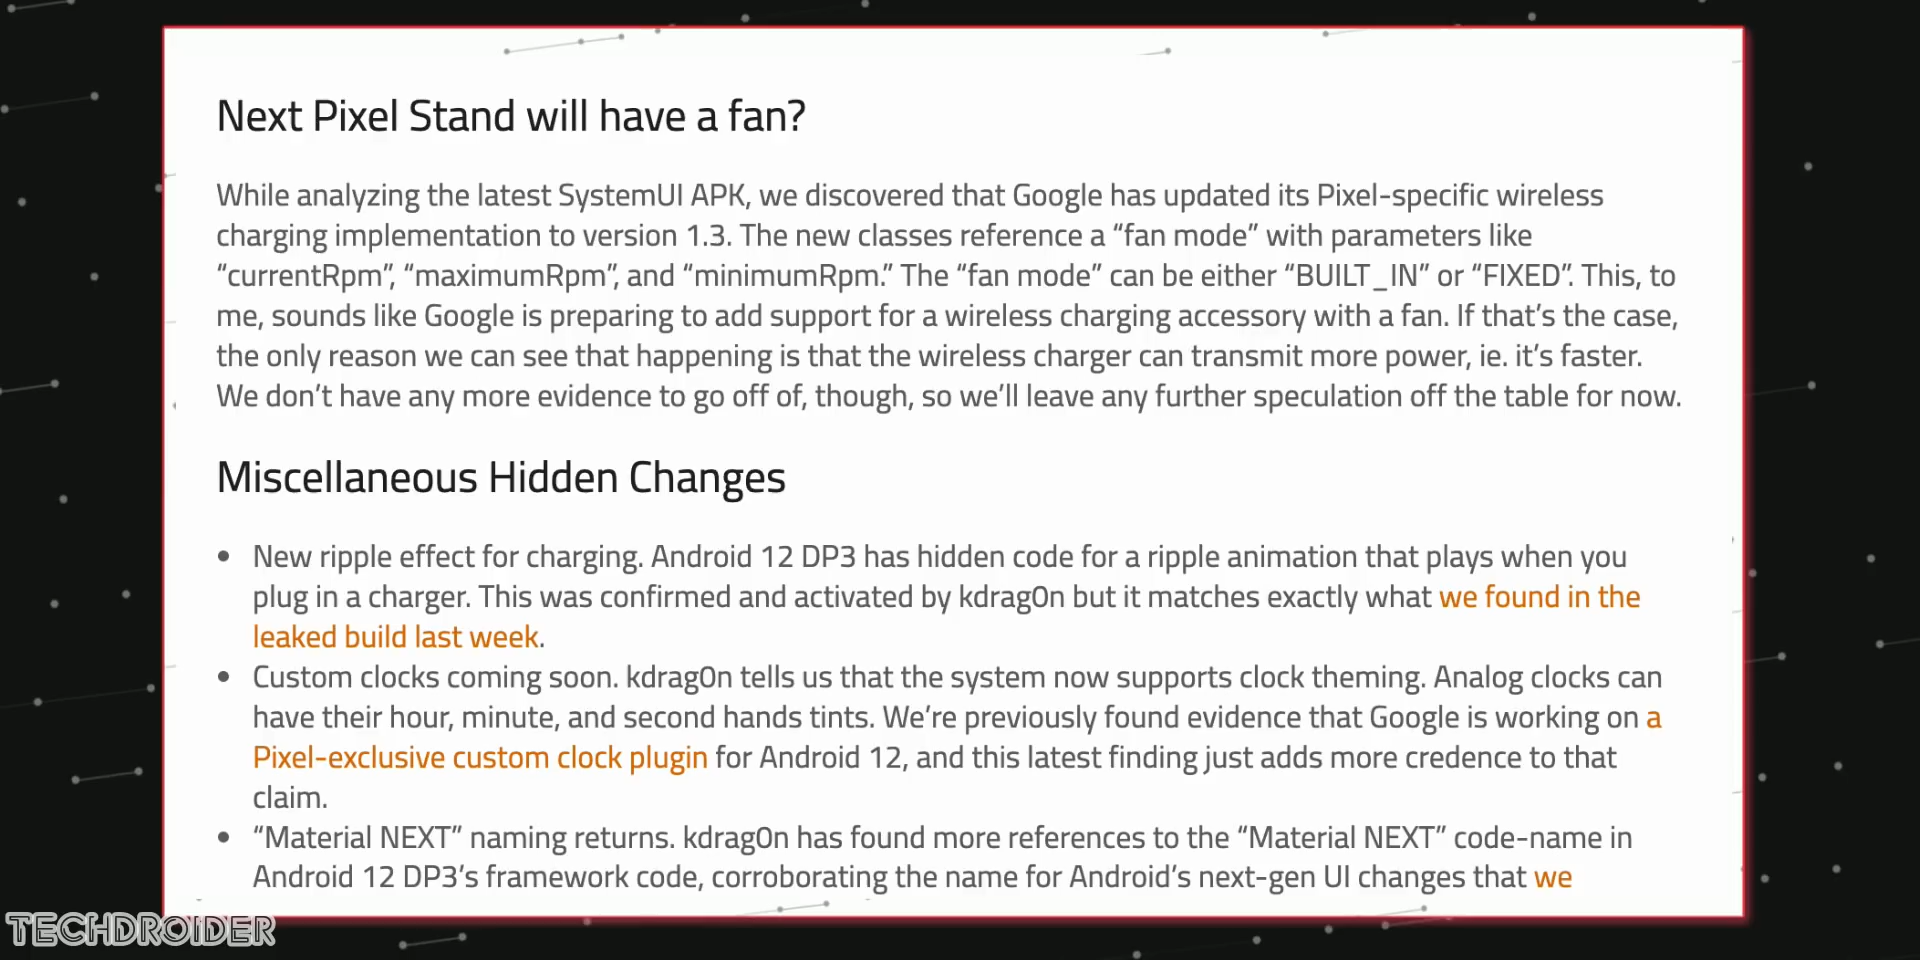 Next Pixel Stand will have a fan?
While analyzing the latest SystemUI APK, we discovered that Google has updated its Pixel-specific wireless
charging implementation to version 1.3. The new classes reference a “fan mode” with parameters like
“currentRpm”, “maximumRpm”, and “minimumRpm.” The “fan mode” can be either “BUILT_IN” or “FIXED”. This, to
me, sounds like Google is preparing to add support for a wireless charging accessory with a fan. If that’s the case,
the only reason we can see that happening is that the wireless charger can transmit more power, ie. it’s faster.
We don’t have any more evidence to go off of, though, so we’ll leave any further speculation off the table for now.
Miscellaneous Hidden Changes
• New ripple effect for charging. Android 12 DP3 has hidden code for a ripple animation that plays when you
plug in a charger. This was confirmed and activated by kdrag0n but it matches exactly what we found in the
leaked build last week.
• Custom clocks coming soon. kdrag0n tells us that the system now supports clock theming. Analog clocks can
have their hour, minute, and second hands tints. We’re previously found evidence that Google is working on a
Pixel-exclusive custom clock plugin for Android 12, and this latest finding just adds more credence to that
claim.
• “Material NEXT” naming returns. kdrag0n has found more references to the “Material NEXT” code-name in
Android 12 DP3’s framework code, corroborating the name for Android’s next-gen UI changes that we
TECHDROIDER